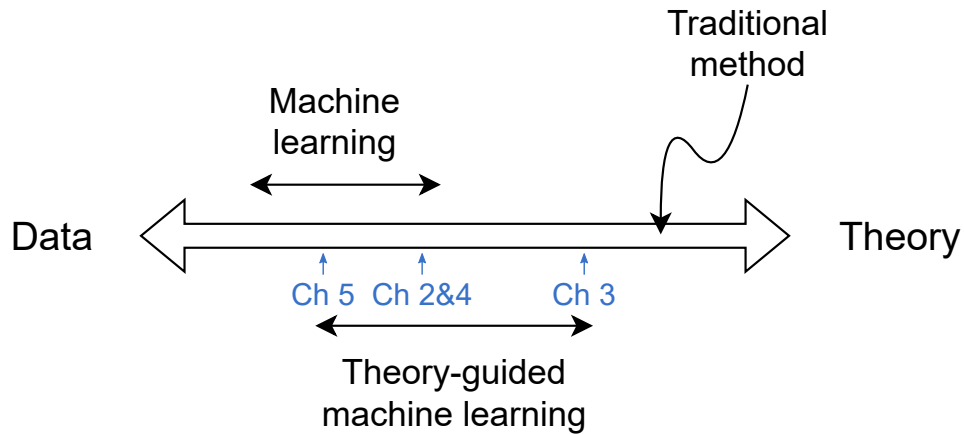 Traditional
method
Machine
learning
Data
Theory
Ch 5
Ch 2&4
Ch 3
Theory-guided
machine learning